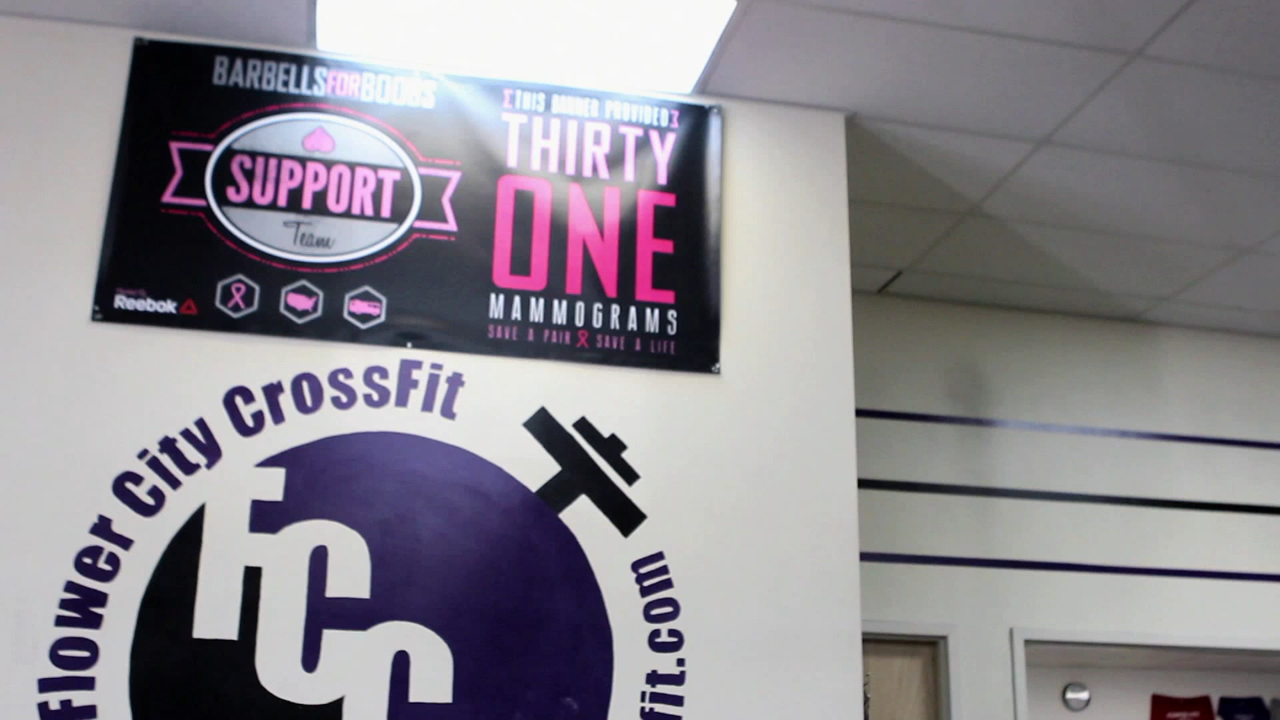 BARBELLSFORBOOBS
SUPPORT
Team
Reebok
THIS BANNER PROVIDED
THIRTY
ONE
MAMMOGRAMS
SAVE A PAIR SAVE A LIFE
Flower City CrossFit
FCC
fit.com